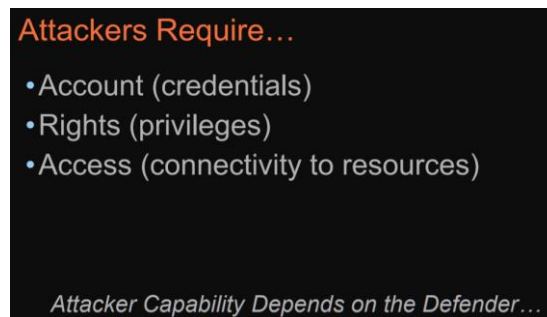 Attackers Require…
•Account (credentials)
•Rights (privileges)
•Access (connectivity to resources)
Attacker Capability Depends on the Defender…